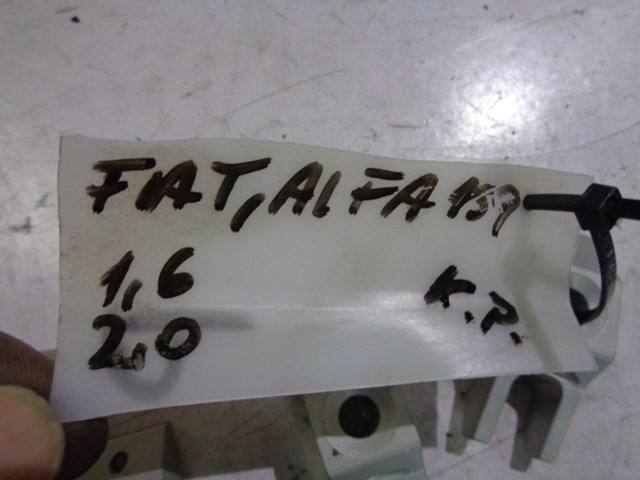 FIAT, AlFA 159
1,6 K.R.
2,0